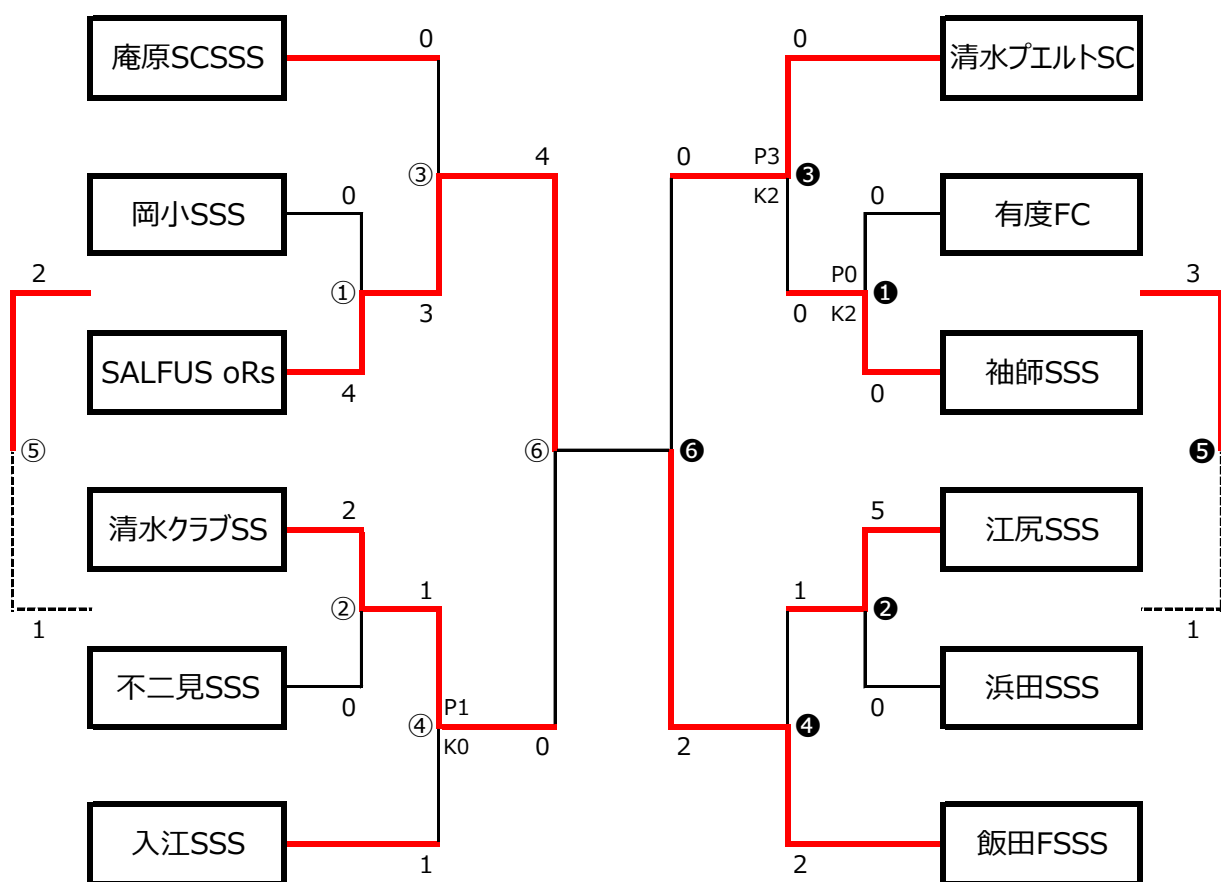 0 0
庵原SCSSS 清水プエルトSC
4 0 P3
③ ❸
K2
0 0
岡小SSS 有度FC
2 P0 3
① ❶
3 0 K2
SALFUS oRs 袖師SSS
4 0
⑤ ⑥ ❻ ❺
2 5
清水クラブSS 江尻SSS
1 1
② ❷
1 1
不二見SSS 浜田SSS
0 0
P1
④ ❹
K0 0 2
入江SSS 飯田FSSS
1 2